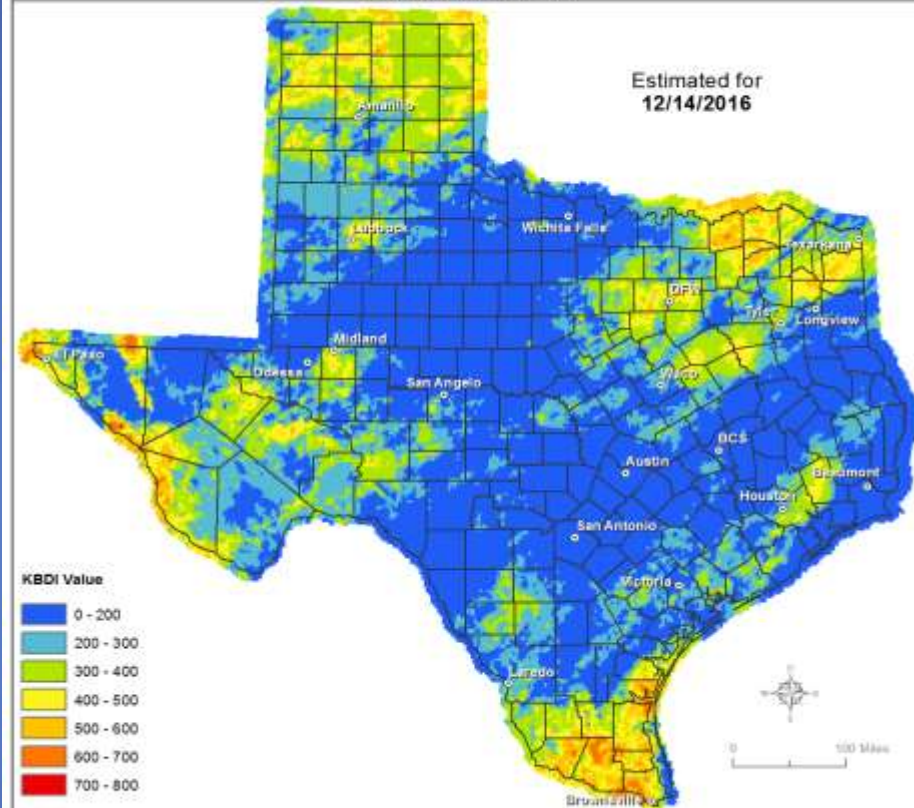 Estimated for
12/14/2016
Amarillo
Lubbock
Wichita Falls
Texarkana
DFW
Tyler
Longview
El Paso
Midland
Odessa
San Angelo
Waco
BCS
Austin
Beaumont
Houston
San Antonio
Victoria
Laredo
Brownsville
KBDI Value
0 - 200
200 - 300
300 - 400
400 - 500
500 - 600
600 - 700
700 - 800
0 100 Miles